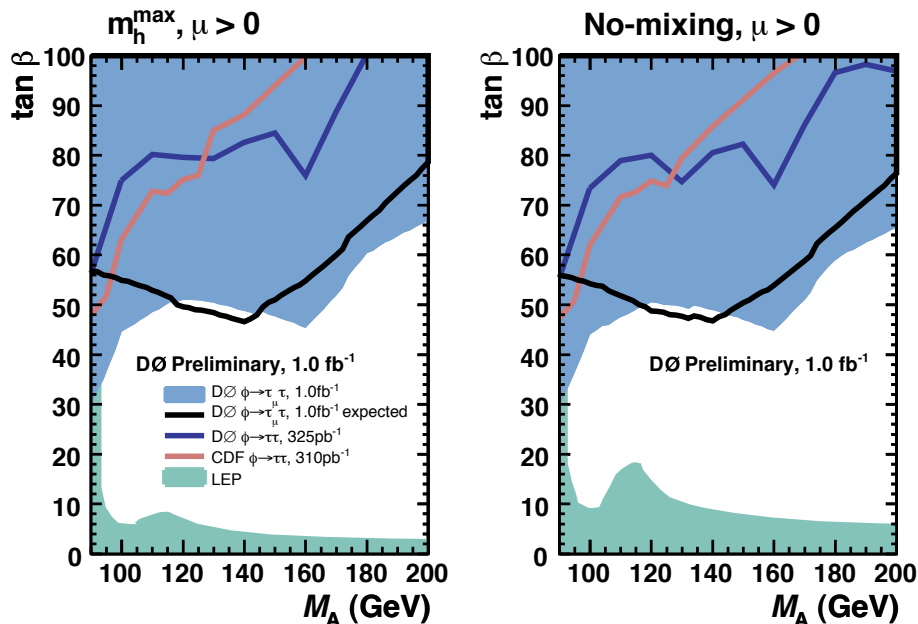 m_h^max, μ > 0
tan β
100
90
80
70
60
50
40
30
20
10
0
DØ Preliminary, 1.0 fb⁻¹
DØ ϕ→τ_μ τ, 1.0fb⁻¹
DØ ϕ→τ_μ τ, 1.0fb⁻¹ expected
DØ ϕ→ττ, 325pb⁻¹
CDF ϕ→ττ, 310pb⁻¹
LEP
100 120 140 160 180 200
M_A (GeV)
No-mixing, μ > 0
tan β
100
90
80
70
60
50
40
30
20
10
0
DØ Preliminary, 1.0 fb⁻¹
100 120 140 160 180 200
M_A (GeV)